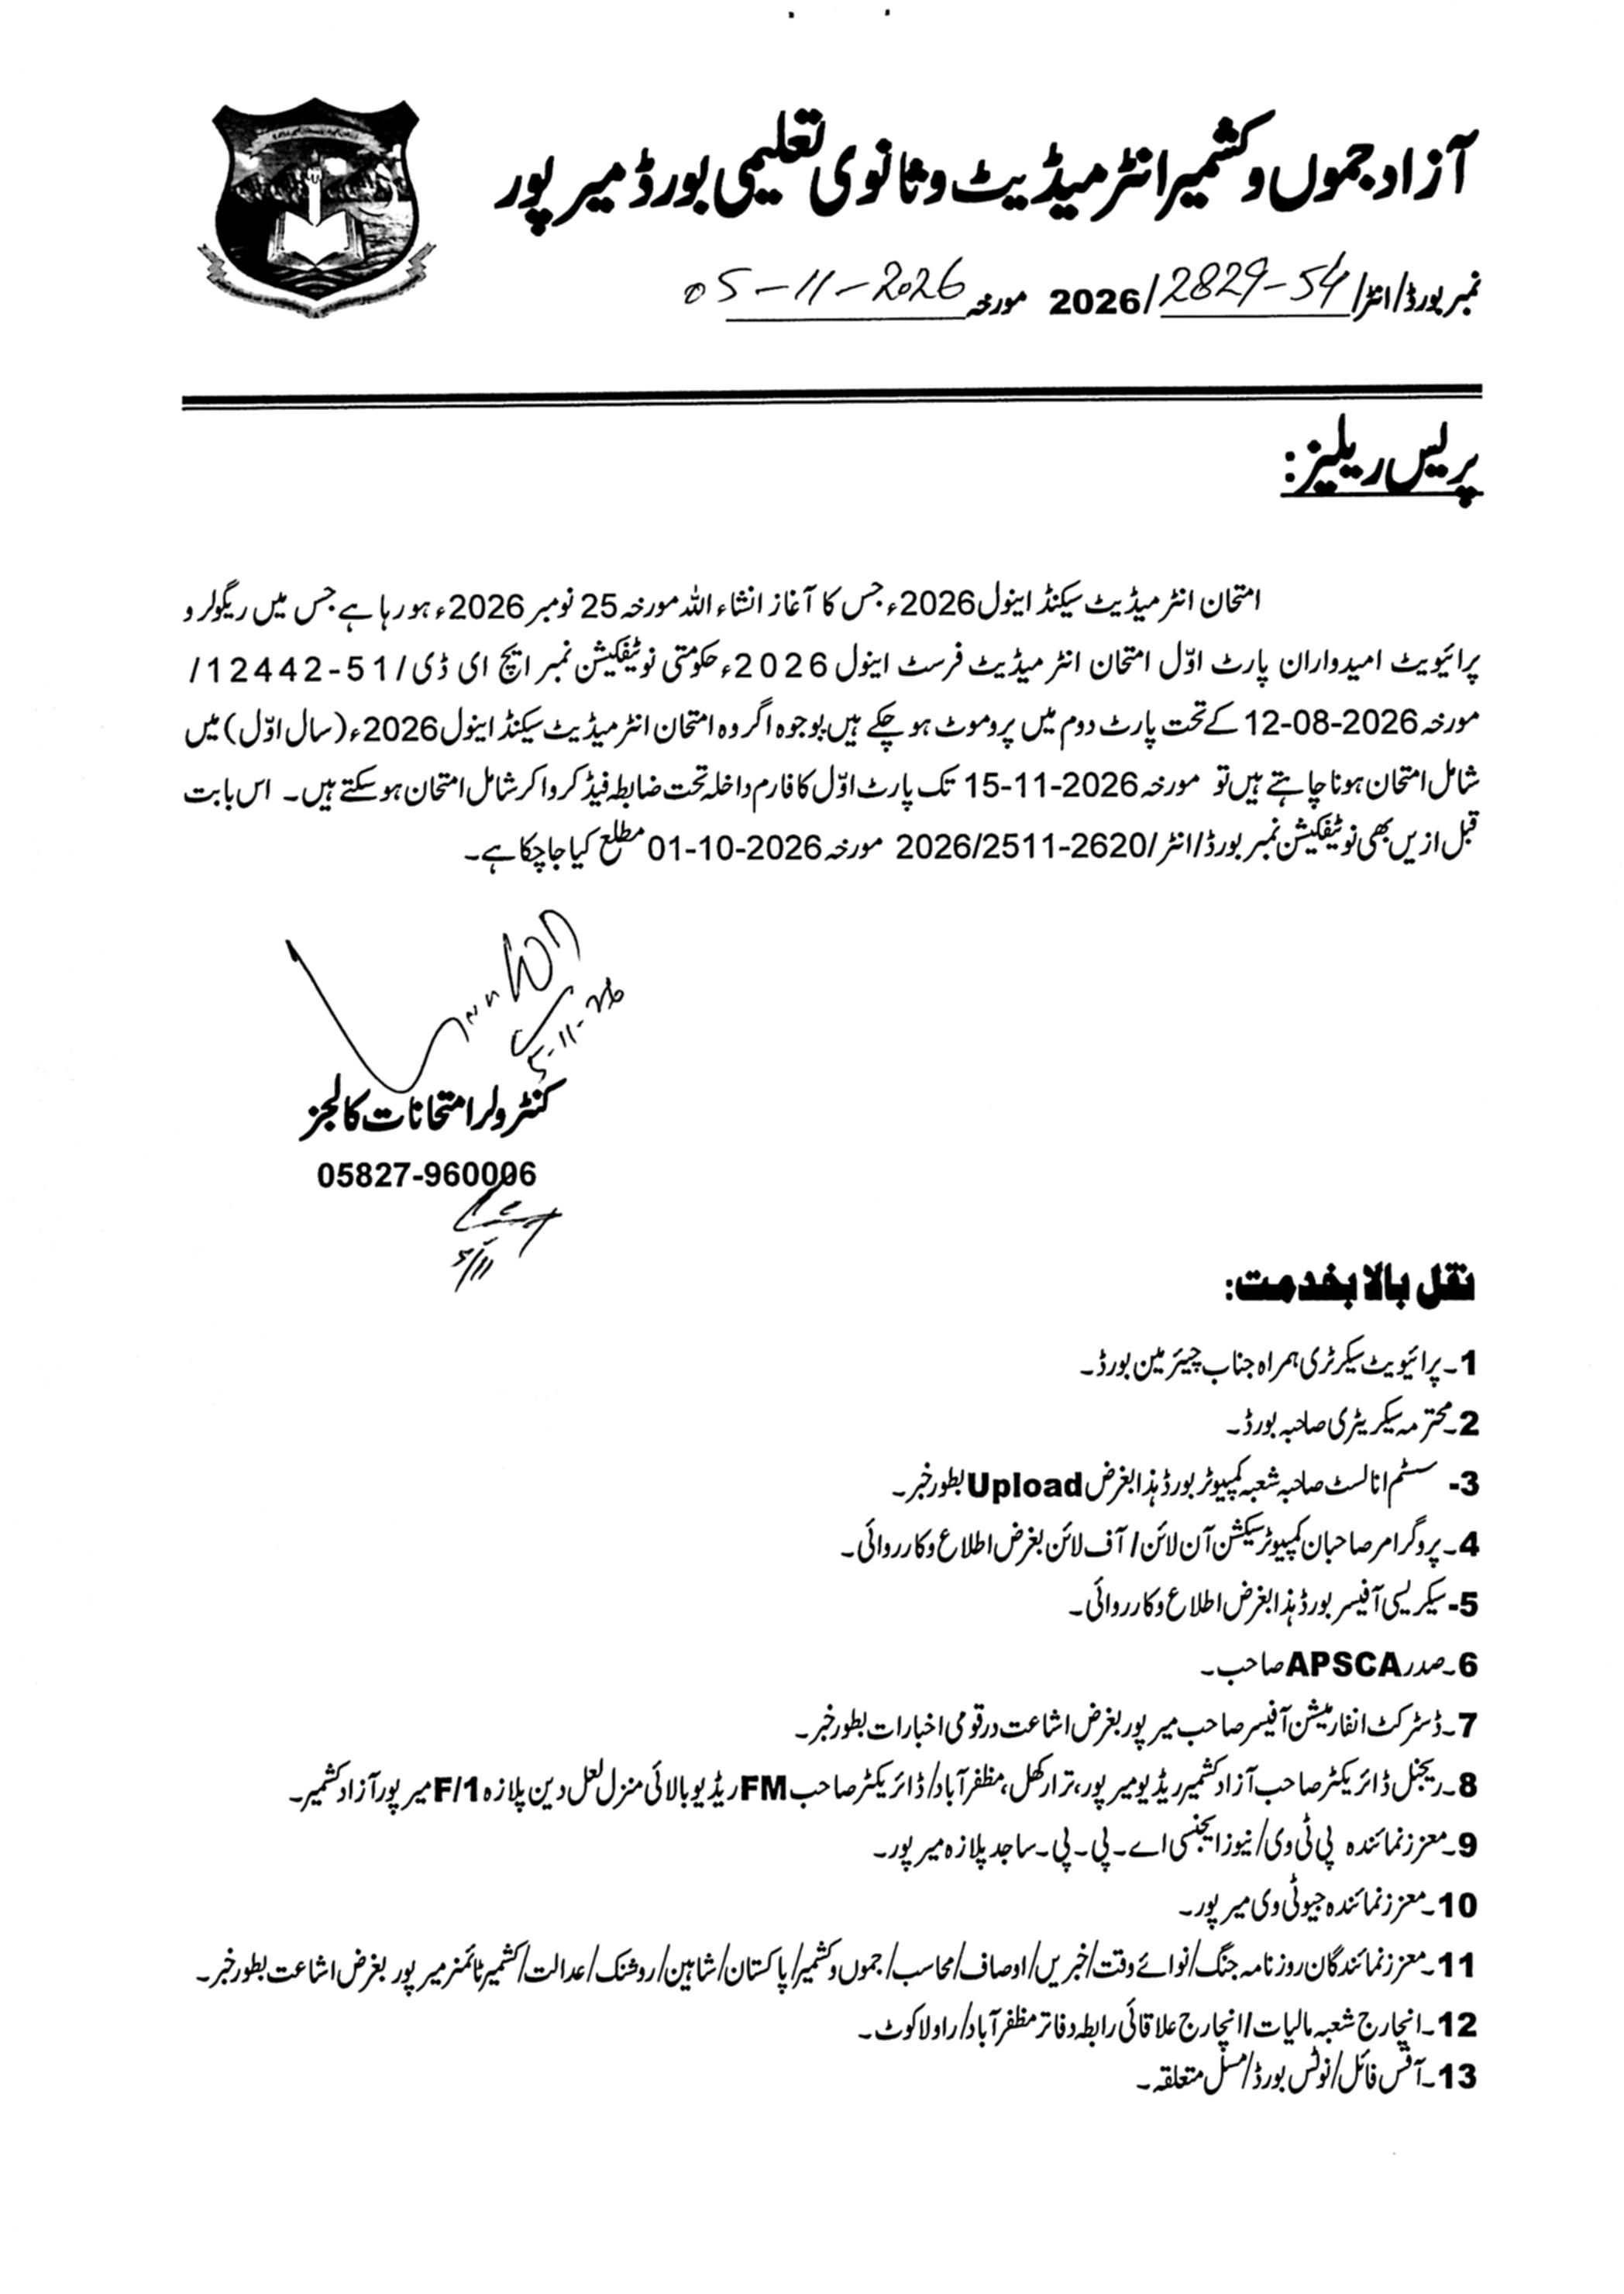 آزاد جموں و کشمیر انٹرمیڈیٹ و ثانوی تعلیمی بورڈ میرپور
نمبر بورڈ/انٹر/2829-54/2026 مورخہ 05-11-2026
پریس ریلیز:
امتحان انٹرمیڈیٹ سیکنڈ اینول 2026ء جس کا آغاز انشاء اللہ مورخہ 25 نومبر 2026ء ہو رہا ہے جس میں ریگولر و
پرائیویٹ امیدواران پارٹ اوّل امتحان انٹرمیڈیٹ فرسٹ اینول 2026ء حکومتی نوٹیفکیشن نمبر ایچ ای ڈی/12442-51/
مورخہ 12-08-2026 کے تحت پارٹ دوم میں پروموٹ ہو چکے ہیں بوجوہ اگر وہ امتحان انٹرمیڈیٹ سیکنڈ اینول 2026ء (سال اوّل) میں
شامل امتحان ہونا چاہتے ہیں تو مورخہ 15-11-2026 تک پارٹ اوّل کا فارم داخلہ تحت ضابطہ فیڈ کروا کر شامل امتحان ہو سکتے ہیں۔ اس بابت
قبل ازیں بھی نوٹیفکیشن نمبر بورڈ/انٹر/2511-2620/2026 مورخہ 01-10-2026 مطلع کیا جا چکا ہے۔
5-11-26
کنٹرولر امتحانات کالجز
05827-960006
5/11
نقل بالا بخدمت:
1۔ پرائیویٹ سیکرٹری ہمراہ جناب چیئرمین بورڈ۔
2۔ محترمہ سیکریٹری صاحبہ بورڈ۔
3- سسٹم انالسٹ صاحبہ شعبہ کمپیوٹر بورڈ ہذا بغرض Upload بطور خبر۔
4۔ پروگرامر صاحبان کمپیوٹر سیکشن آن لائن/ آف لائن بغرض اطلاع و کارروائی۔
5- سیکریسی آفیسر بورڈ ہذا بغرض اطلاع و کارروائی۔
6۔ صدر APSCA صاحب۔
7۔ ڈسٹرکٹ انفارمیشن آفیسر صاحب میرپور بغرض اشاعت در قومی اخبارات بطور خبر۔
8۔ ریجنل ڈائریکٹر صاحب آزاد کشمیر ریڈیو میرپور، تراڑکھل، مظفرآباد/ ڈائریکٹر صاحب FM ریڈیو بالائی منزل لعل دین پلازہ F/1 میرپور آزاد کشمیر۔
9۔ معزز نمائندہ پی ٹی وی/ نیوز ایجنسی اے۔ پی۔ پی۔ ساجد پلازہ میرپور۔
10۔ معزز نمائندہ جیو ٹی وی میرپور۔
11۔ معزز نمائندگان روزنامہ جنگ/ نوائے وقت/ خبریں/ اوصاف/ محاسب/ جموں و کشمیر/ پاکستان/ شاہین/ روشنک/ عدالت/ کشمیر ٹائمز میرپور بغرض اشاعت بطور خبر۔
12۔ انچارج شعبہ مالیات/ انچارج علاقائی رابطہ دفاتر مظفرآباد/ راولاکوٹ۔
13۔ آفس فائل/ نوٹس بورڈ/ مسل متعلقہ۔